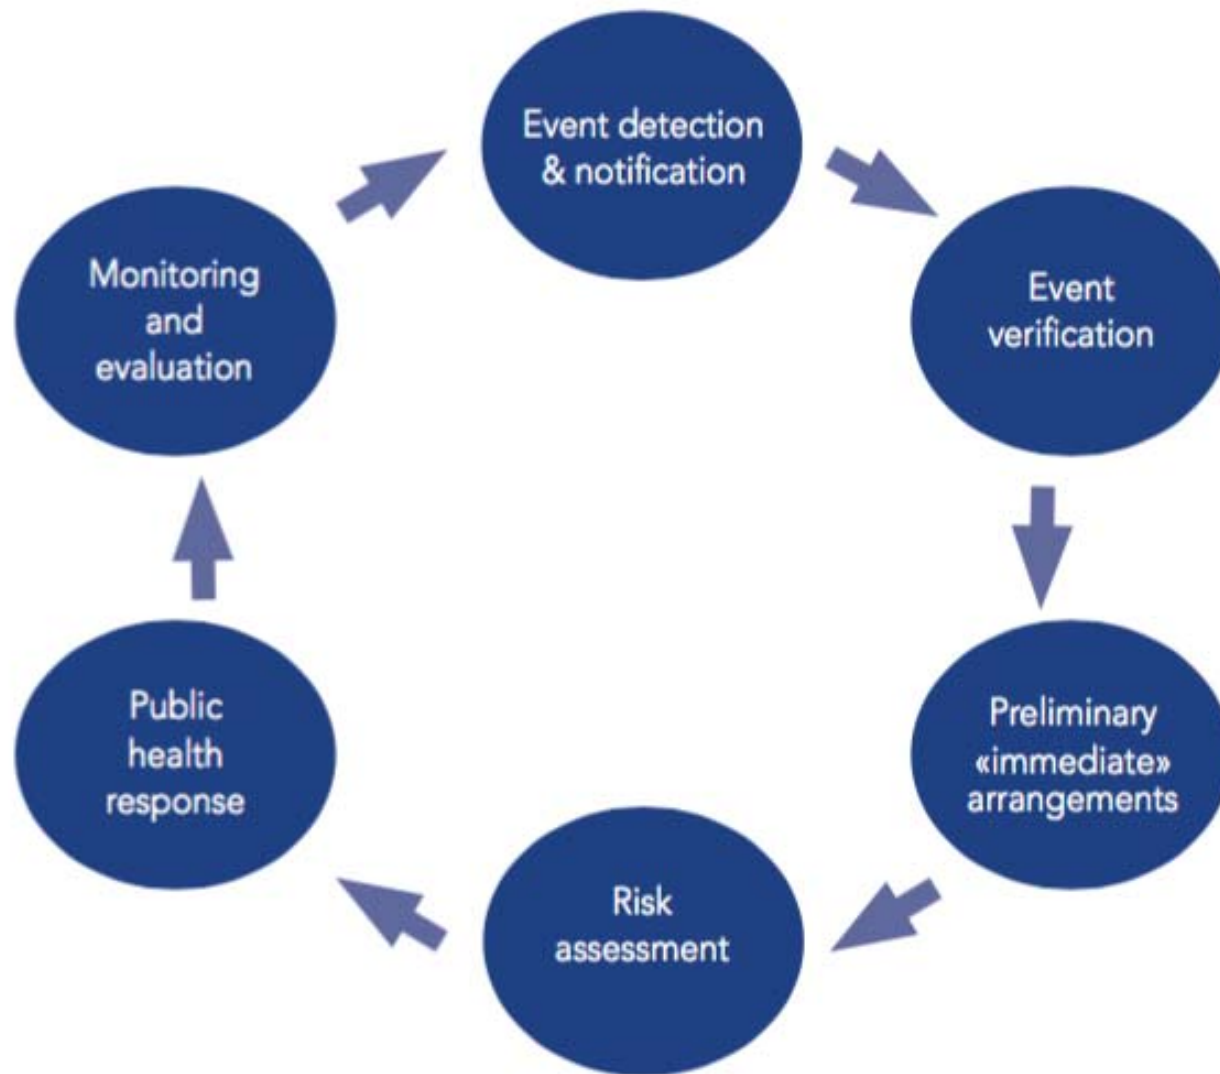 Event detection
& notification
Event
verification
Preliminary
«immediate»
arrangements
Risk
assessment
Public
health
response
Monitoring
and
evaluation